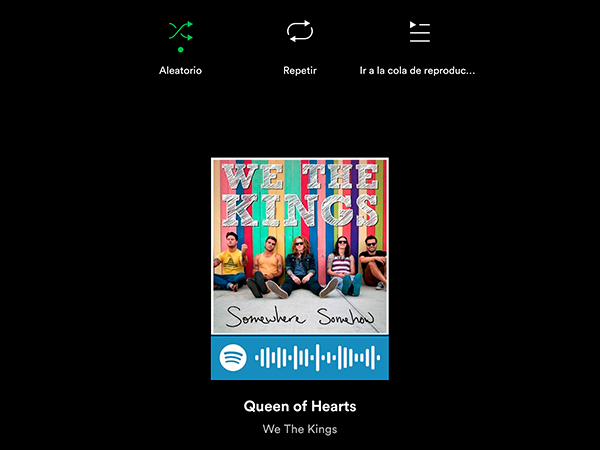 Aleatorio
Repetir
Ir a la cola de reproduc...
WE THE
KINGS
Somewhere Somehow
Queen of Hearts
We The Kings